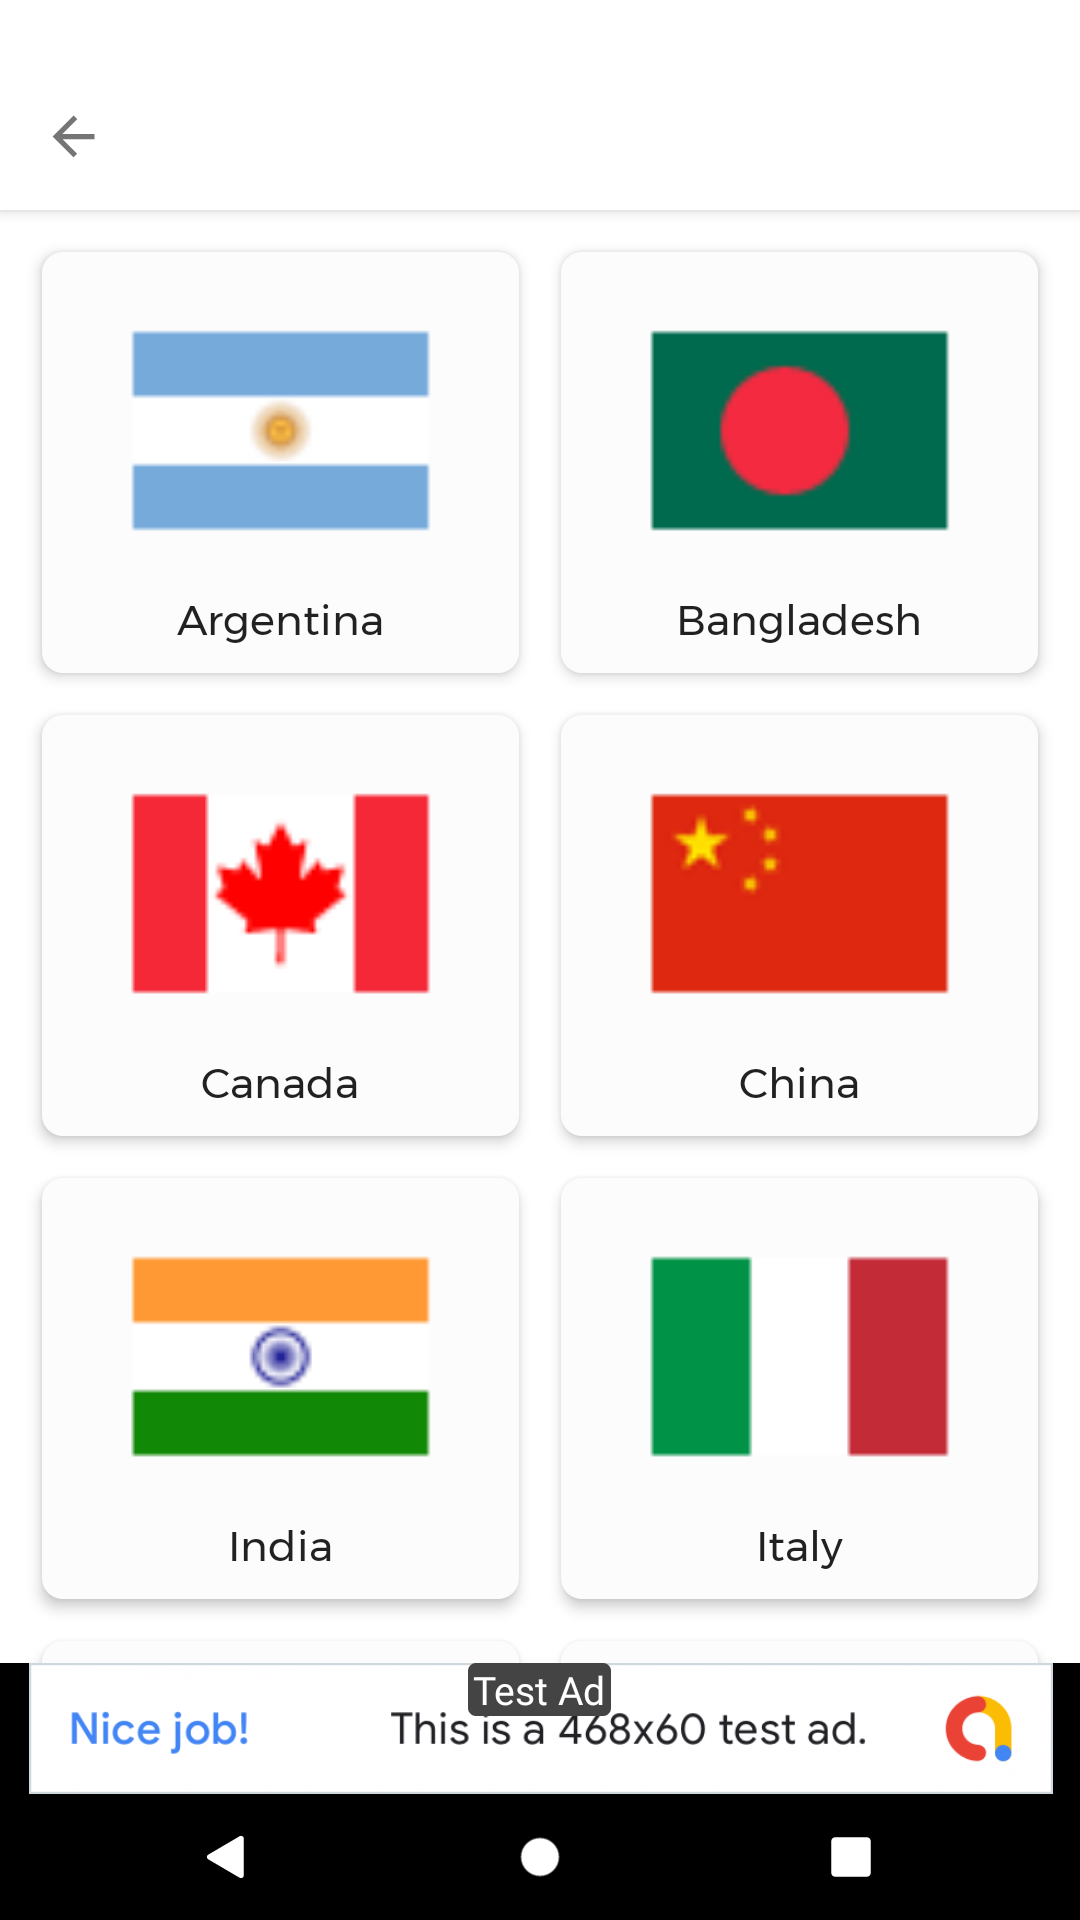 Argentina
Bangladesh
Canada
China
India
Italy
Test Ad
Nice job!
This is a 468x60 test ad.